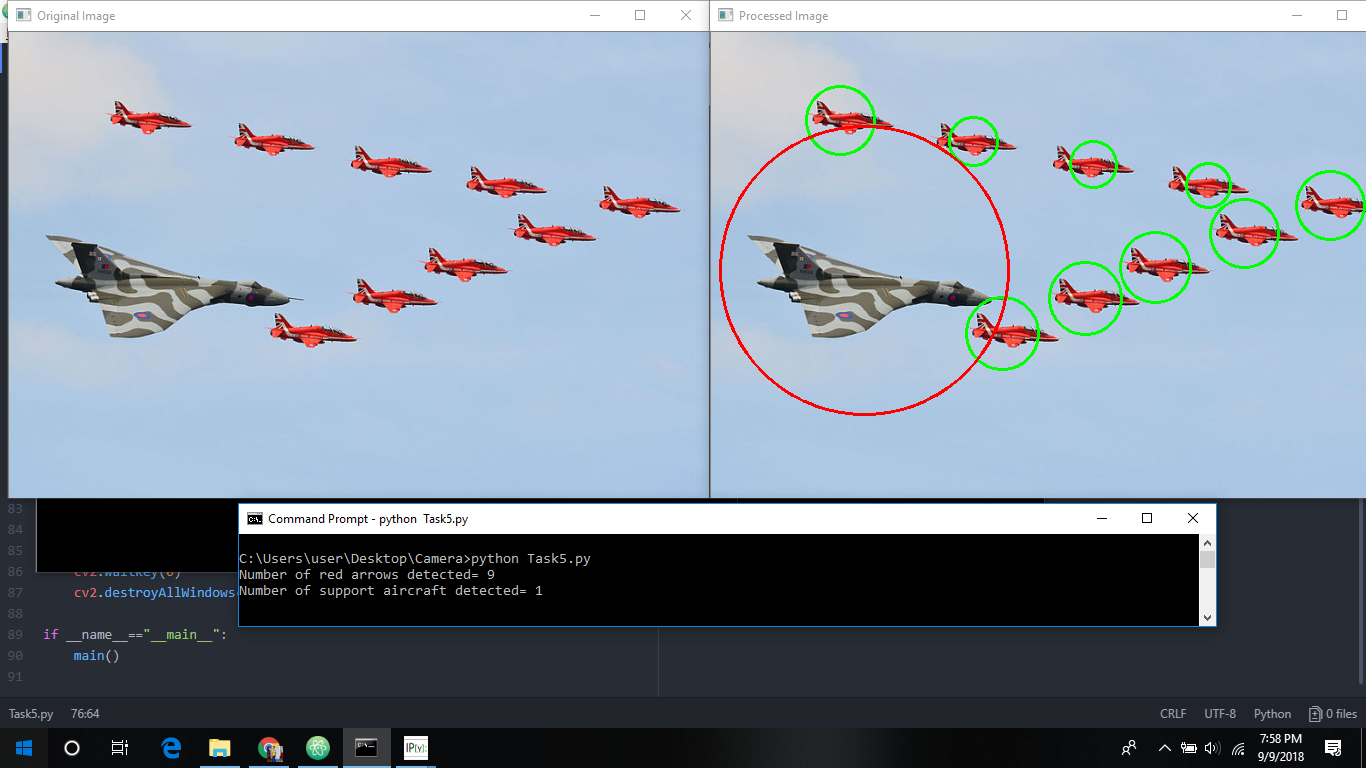 Original Image
Processed Image
83
84
85
86 cv2.waitKey(0)
87 cv2.destroyAllWindows
88
89 if __name__=="__main__":
90 main()
91
Command Prompt - python  Task5.py
C:\Users\user\Desktop\Camera>python Task5.py
Number of red arrows detected= 9
Number of support aircraft detected= 1
Task5.py 76:64 CRLF UTF-8 Python 0 files
IP[y]:
7:58 PM
9/9/2018